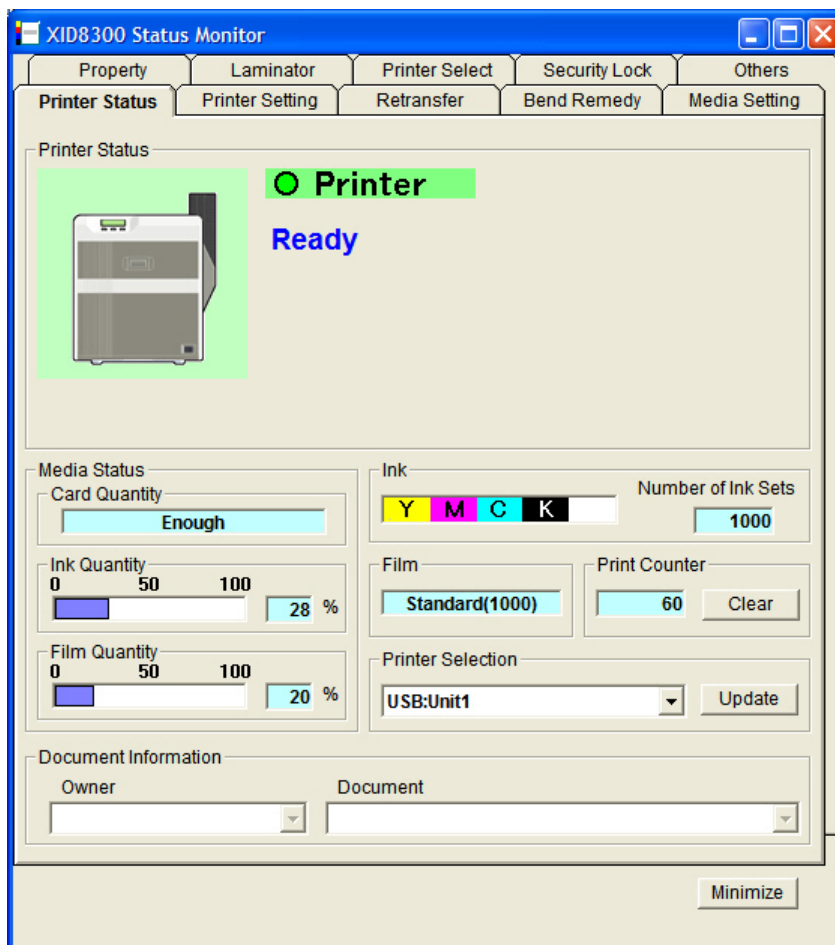 XID8300 Status Monitor
Property Laminator Printer Select Security Lock Others
Printer Status Printer Setting Retransfer Bend Remedy Media Setting
Printer Status
Printer
Ready
Media Status
Card Quantity
Enough
Ink Quantity
0 50 100
28 %
Film Quantity
0 50 100
20 %
Ink
Y M C K
Number of Ink Sets
1000
Film
Standard(1000)
Print Counter
60 Clear
Printer Selection
USB:Unit1 Update
Document Information
Owner Document
Minimize